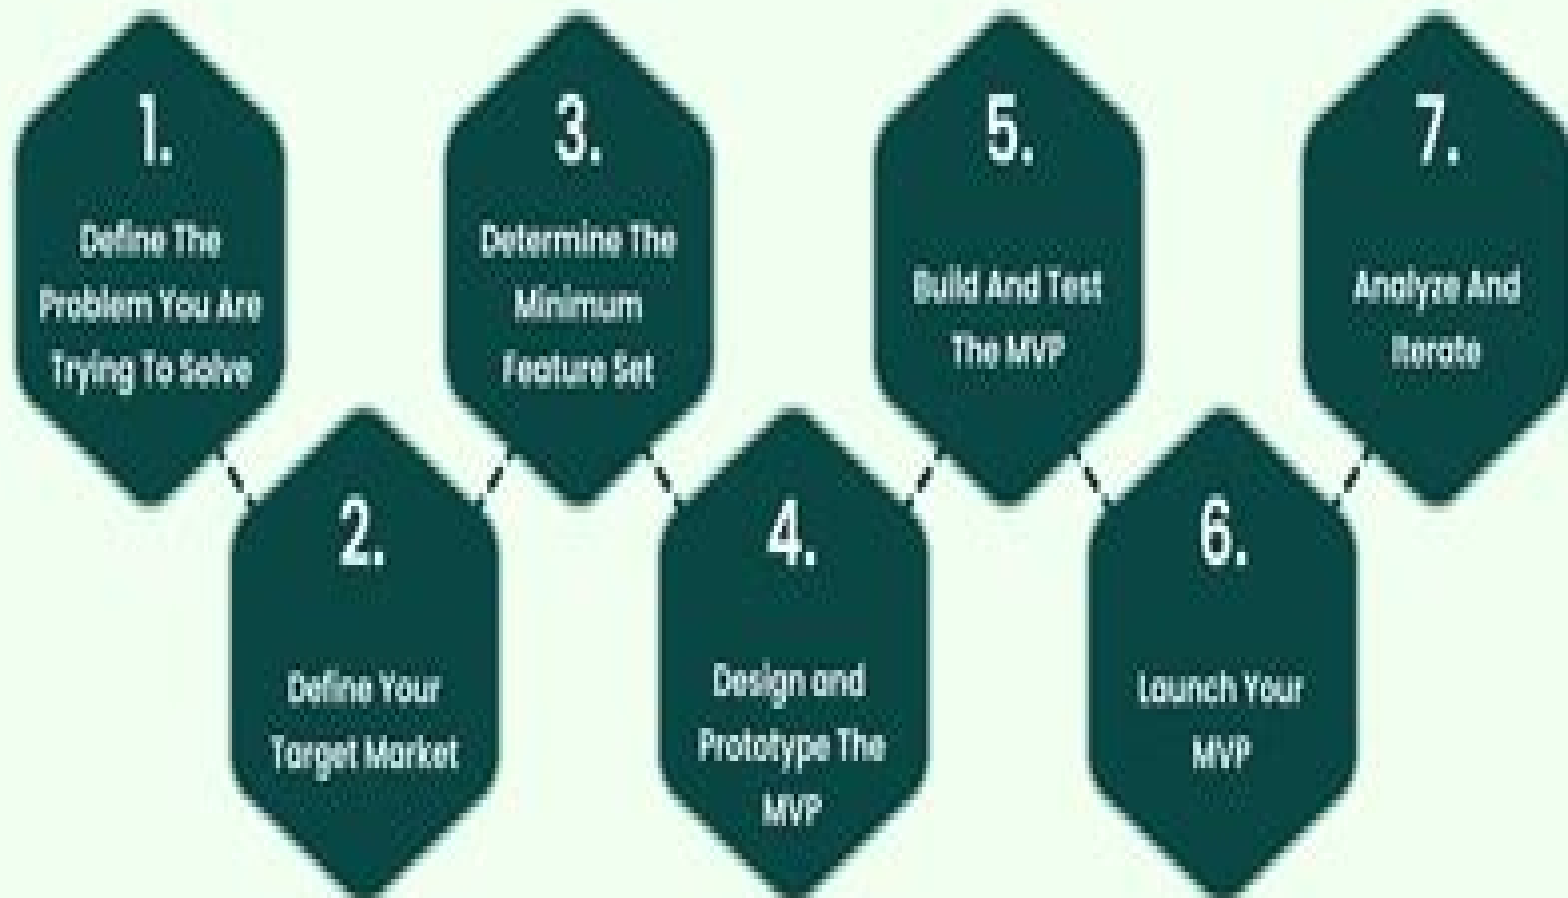 1.
Define The
Problem You Are
Trying To Solve
2.
Define Your
Target Market
3.
Determine The
Minimum
Feature Set
4.
Design and
Prototype The
MVP
5.
Build And Test
The MVP
6.
Launch Your
MVP
7.
Analyze And
Iterate